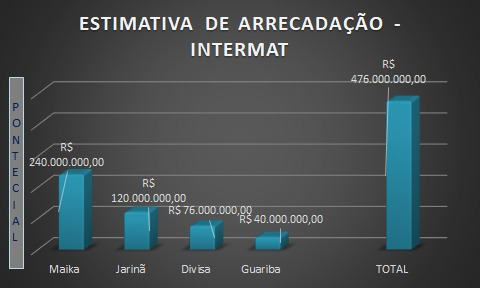 ESTIMATIVA DE ARRECADAÇÃO -
INTERMAT
PONTECIAL
R$
240.000.000,00
R$
120.000.000,00
R$ 76.000.000,00
R$ 40.000.000,00
R$
476.000.000,00
Maika
Jarinã
Divisa
Guariba
TOTAL